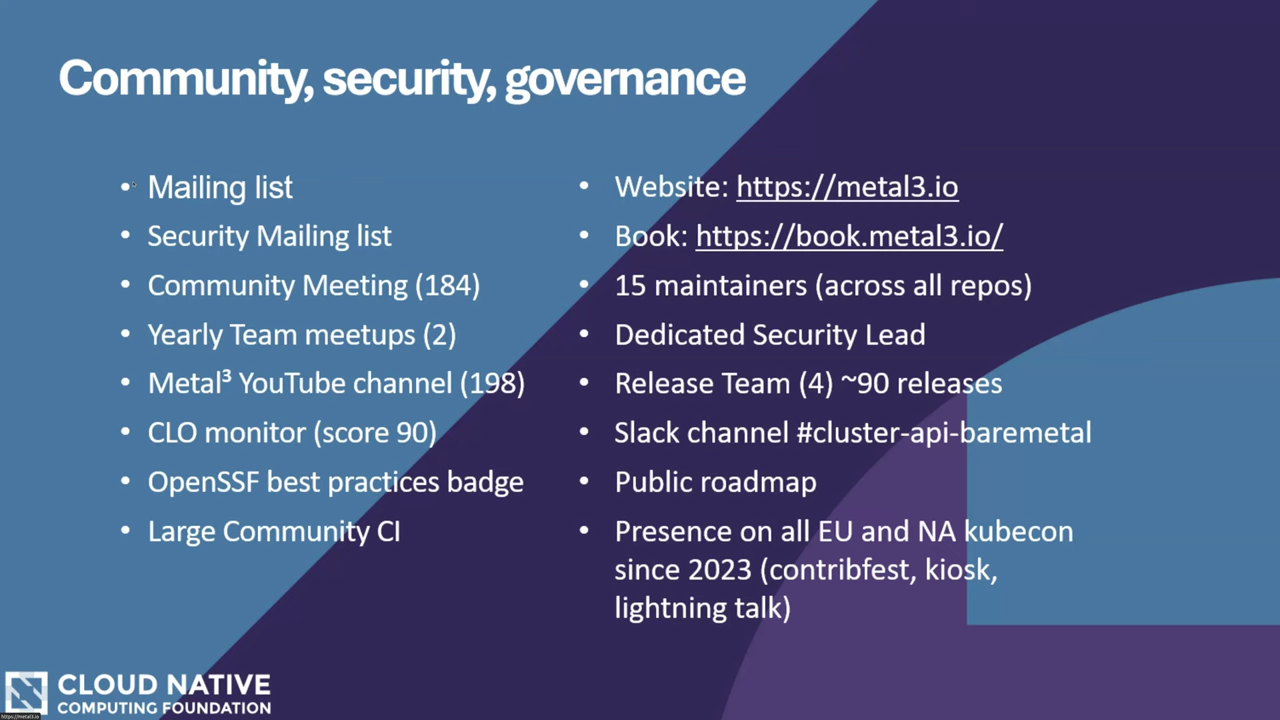 Community, security, governance
• Mailing list
• Security Mailing list
• Community Meeting (184)
• Yearly Team meetups (2)
• Metal³ YouTube channel (198)
• CLO monitor (score 90)
• OpenSSF best practices badge
• Large Community CI
• Website: https://metal3.io
• Book: https://book.metal3.io/
• 15 maintainers (across all repos)
• Dedicated Security Lead
• Release Team (4) ~90 releases
• Slack channel #cluster-api-baremetal
• Public roadmap
• Presence on all EU and NA kubecon
since 2023 (contribfest, kiosk,
lightning talk)
CLOUD NATIVE
COMPUTING FOUNDATION
https://metal3.io